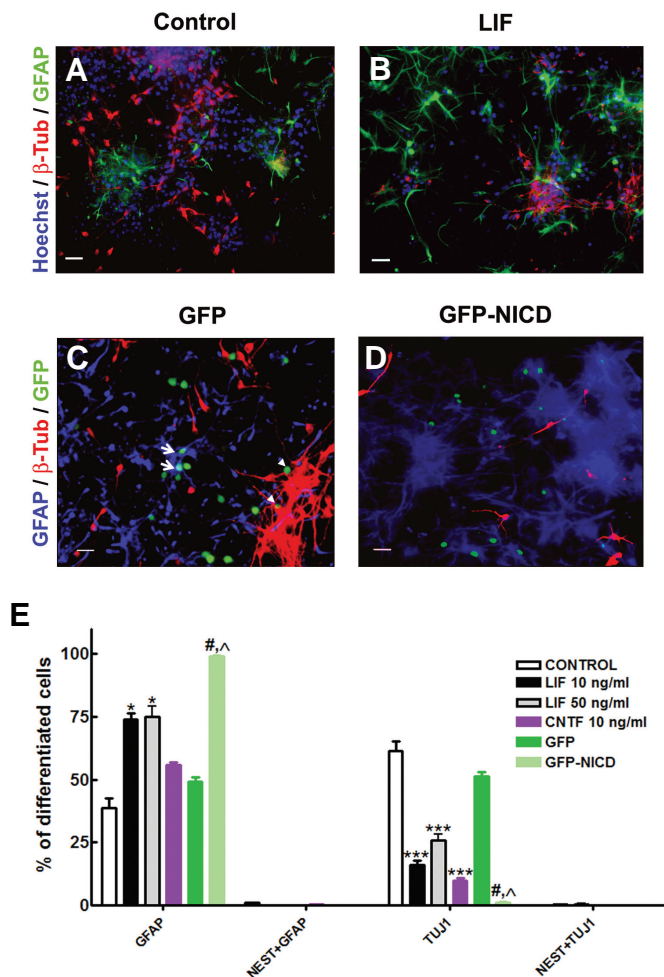 Control
LIF
Hoechst / β-Tub / GFAP
A
B
GFP
GFP-NICD
GFAP / β-Tub / GFP
C
D
E
% of differentiated cells
100
75
50
25
0
* * #,^
*** *** *** #,^
CONTROL
LIF 10 ng/ml
LIF 50 ng/ml
CNTF 10 ng/ml
GFP
GFP-NICD
GFAP
NEST+GFAP
TUJ1
NEST+TUJ1